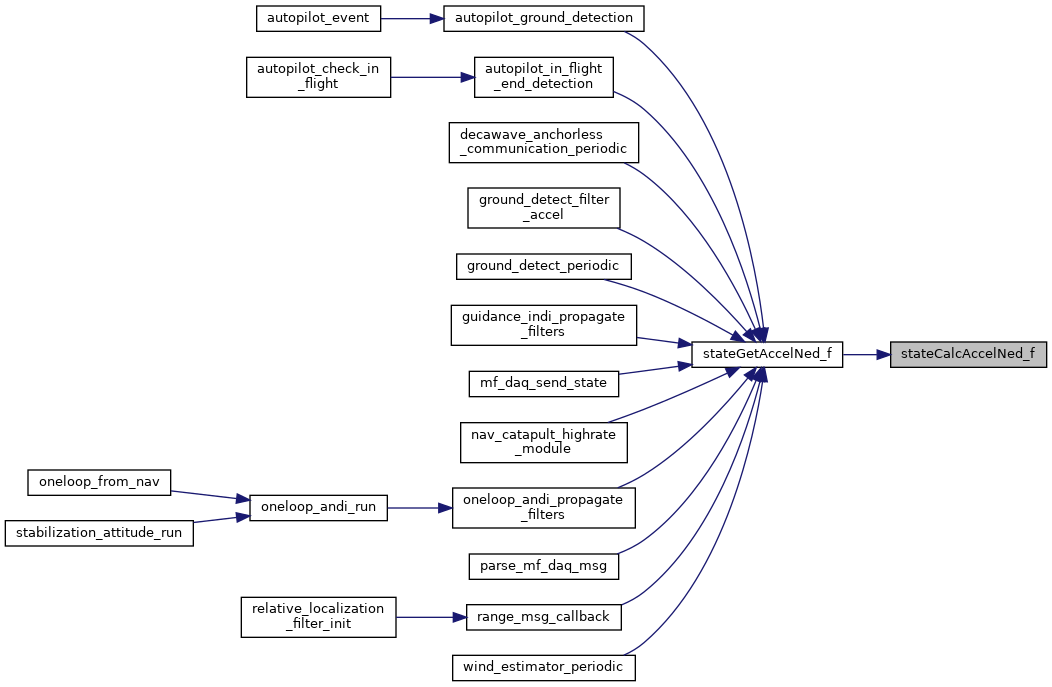 autopilot_event
autopilot_ground_detection
autopilot_check_in
_flight
autopilot_in_flight
_end_detection
decawave_anchorless
_communication_periodic
ground_detect_filter
_accel
ground_detect_periodic
guidance_indi_propagate
_filters
stateGetAccelNed_f
stateCalcAccelNed_f
mf_daq_send_state
nav_catapult_highrate
_module
oneloop_from_nav
stabilization_attitude_run
oneloop_andi_run
oneloop_andi_propagate
_filters
parse_mf_daq_msg
relative_localization
_filter_init
range_msg_callback
wind_estimator_periodic